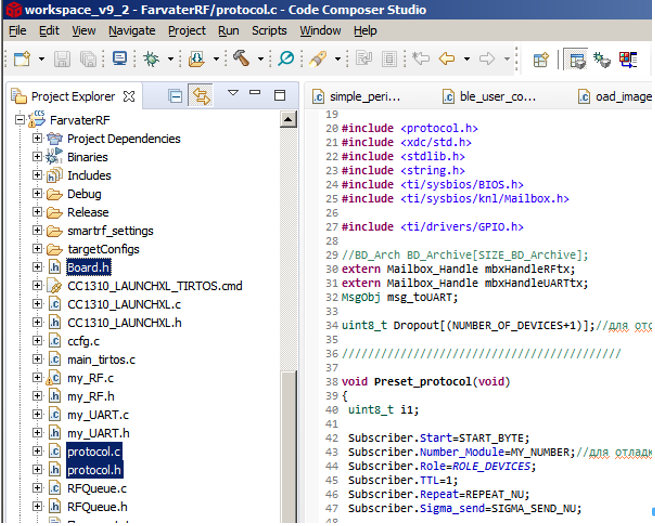 workspace_v9_2 - FarvaterRF/protocol.c - Code Composer Studio
File Edit View Navigate Project Run Scripts Window Help
Project Explorer
simple_peri... ble_user_co... oad_image
FarvaterRF
Project Dependencies
Binaries
Includes
Debug
Release
smartrf_settings
targetConfigs
Board.h
CC1310_LAUNCHXL_TIRTOS.cmd
CC1310_LAUNCHXL.c
CC1310_LAUNCHXL.h
ccfg.c
main_tirtos.c
my_RF.c
my_RF.h
my_UART.c
my_UART.h
protocol.c
protocol.h
RFQueue.c
RFQueue.h
19
20 #include <protocol.h>
21 #include <xdc/std.h>
22 #include <stdlib.h>
23 #include <string.h>
24 #include <ti/sysbios/BIOS.h>
25 #include <ti/sysbios/knl/Mailbox.h>
26
27 #include <ti/drivers/GPIO.h>
28
29 //BD_Arch BD_Archive[SIZE_BD_Archive];
30 extern Mailbox_Handle mbxHandleRFtx;
31 extern Mailbox_Handle mbxHandleUARTtx;
32 MsgObj msg_toUART;
33
34 uint8_t Dropout[(NUMBER_OF_DEVICES+1)];//для отс
35
36 ///////////////////////////////////////////
37
38 void Preset_protocol(void)
39 {
40 uint8_t i1;
41
42 Subscriber.Start=START_BYTE;
43 Subscriber.Number_Module=MY_NUMBER;//для отладк
44 Subscriber.Role=ROLE_DEVICES;
45 Subscriber.TTL=1;
46 Subscriber.Repeat=REPEAT_NU;
47 Subscriber.Sigma_send=SIGMA_SEND_NU;